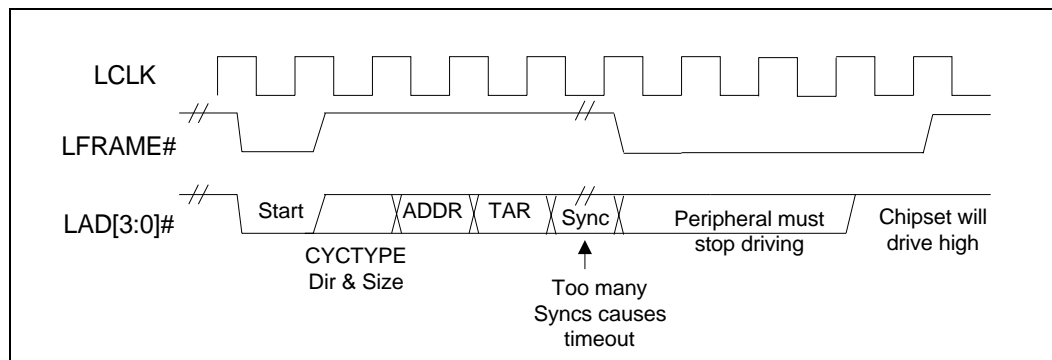 LCLK
LFRAME#
LAD[3:0]#
Start
ADDR
TAR
Sync
Peripheral must
stop driving
Chipset will
drive high
CYCTYPE
Dir & Size
Too many
Syncs causes
timeout